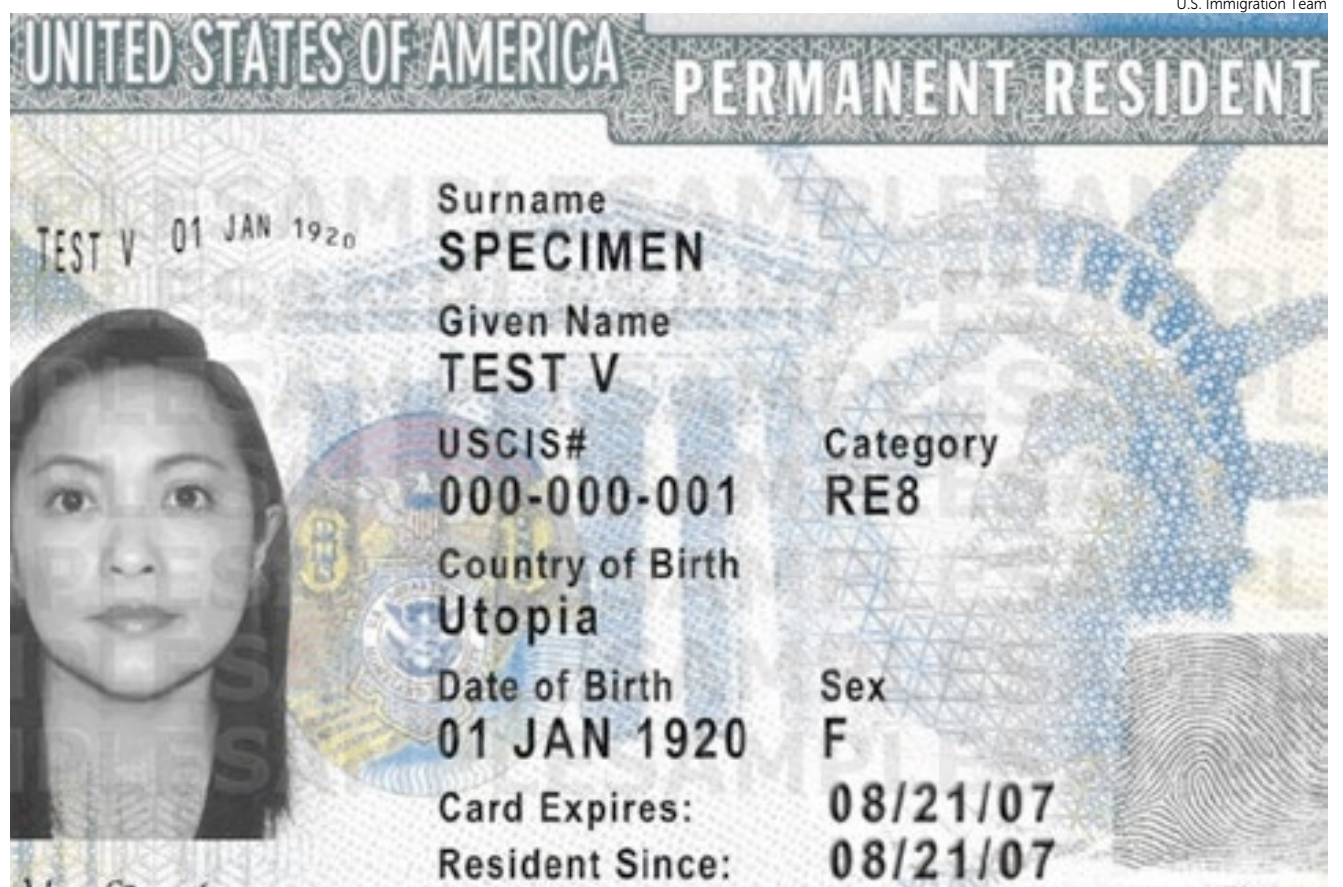 U.S. Immigration Team
UNITED STATES OF AMERICA
PERMANENT RESIDENT
TEST V 01 JAN 1920
Surname
SPECIMEN
Given Name
TEST V
USCIS# Category
000-000-001 RE8
Country of Birth
Utopia
Date of Birth Sex
01 JAN 1920 F
Card Expires: 08/21/07
Resident Since: 08/21/07